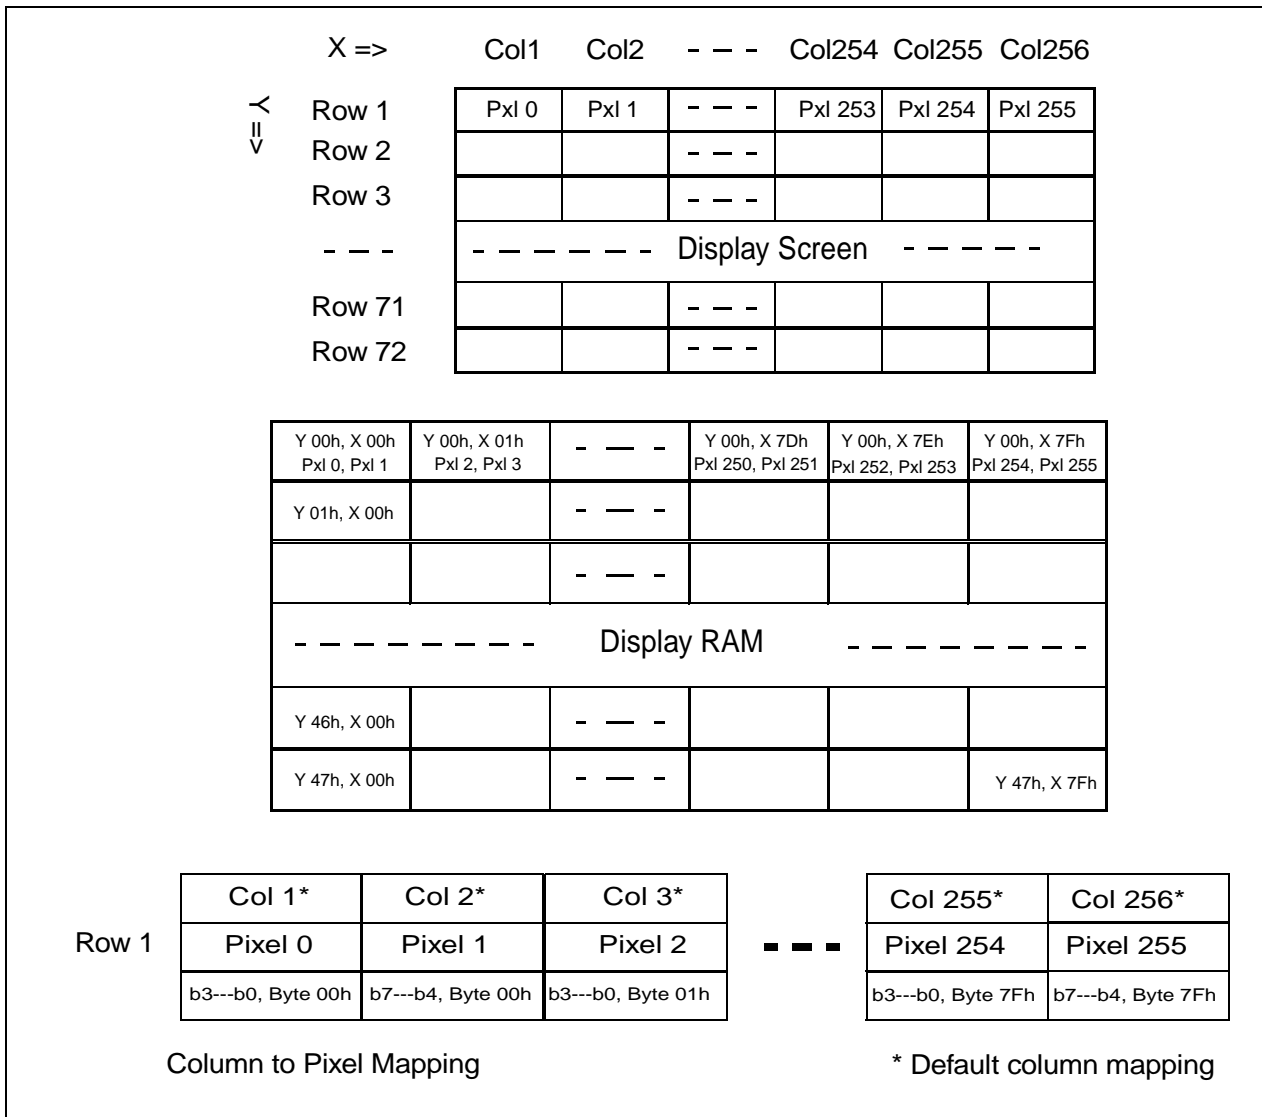 X => Col1 Col2 - - - Col254 Col255 Col256
Y => Row 1 Pxl 0 Pxl 1 - - - Pxl 253 Pxl 254 Pxl 255
Row 2 - - -
Row 3 - - -
- - - - - - - - - Display Screen - - - - -
Row 71 - - -
Row 72 - - -
Y 00h, X 00h Y 00h, X 01h - - - Y 00h, X 7Dh Y 00h, X 7Eh Y 00h, X 7Fh
Pxl 0, Pxl 1 Pxl 2, Pxl 3 Pxl 250, Pxl 251 Pxl 252, Pxl 253 Pxl 254, Pxl 255
Y 01h, X 00h - - -
- - -
- - - - - - - - - Display RAM - - - - - - - - -
Y 46h, X 00h - - -
Y 47h, X 00h - - - Y 47h, X 7Fh
Col 1* Col 2* Col 3* Col 255* Col 256*
Row 1 Pixel 0 Pixel 1 Pixel 2 - - - Pixel 254 Pixel 255
b3---b0, Byte 00h b7---b4, Byte 00h b3---b0, Byte 01h b3---b0, Byte 7Fh b7---b4, Byte 7Fh
Column to Pixel Mapping * Default column mapping